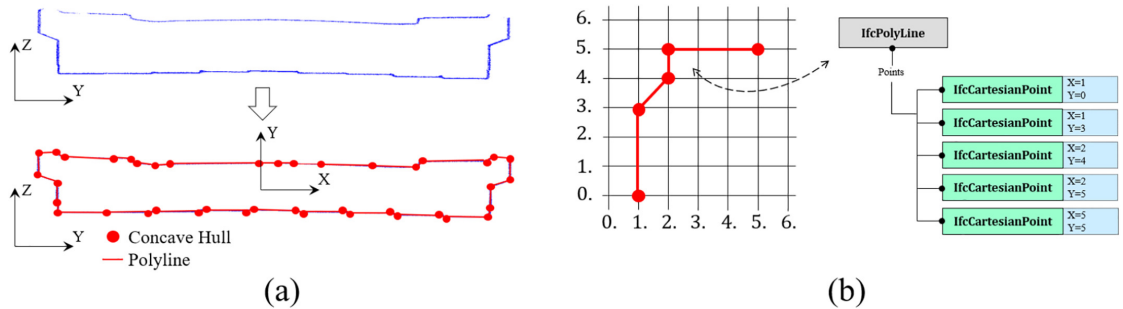 Z
Y
Y
X
Z
Y
Concave Hull
Polyline
(a)
6.
5.
4.
3.
2.
1.
0.
0. 1. 2. 3. 4. 5. 6.
IfcPolyLine
Points
IfcCartesianPoint X=1 Y=0
IfcCartesianPoint X=1 Y=3
IfcCartesianPoint X=2 Y=4
IfcCartesianPoint X=2 Y=5
IfcCartesianPoint X=5 Y=5
(b)